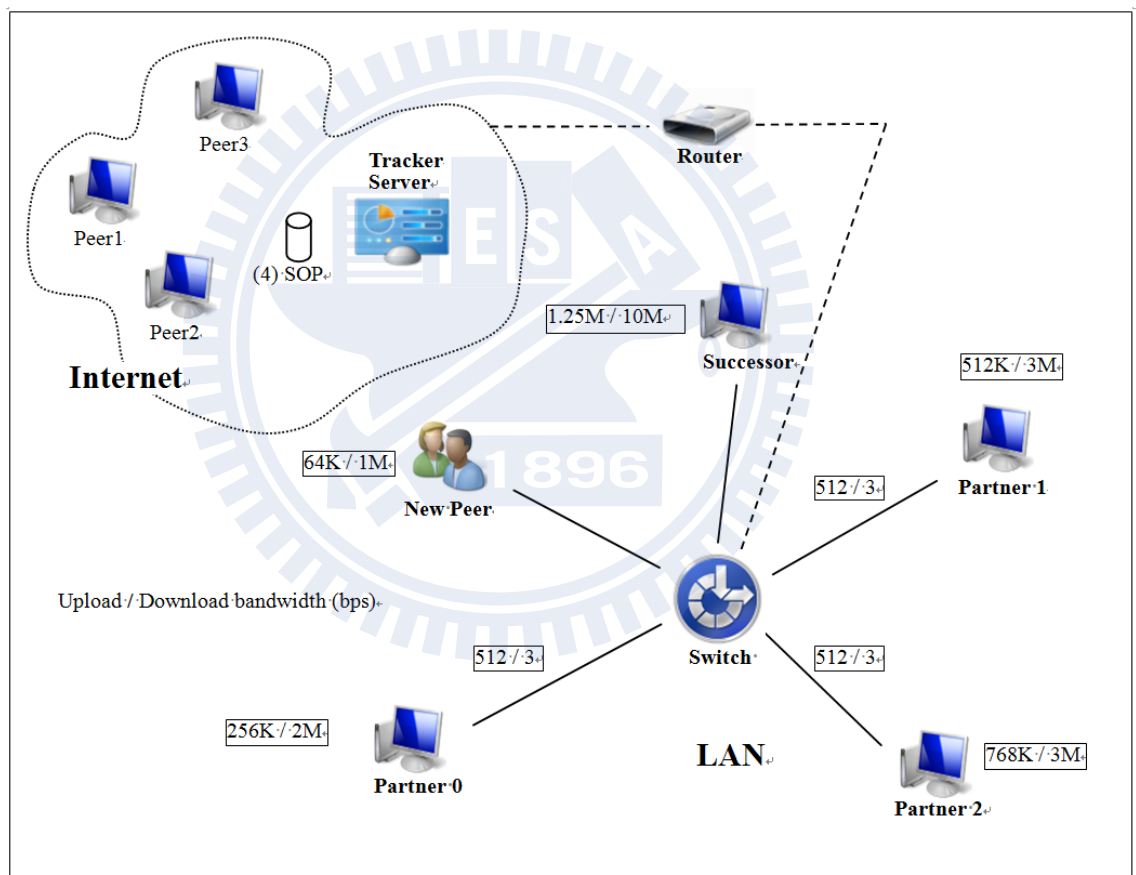 Peer3
Peer1
Peer2
(4) SOP
Tracker
Server
Internet
Router
1.25M / 10M
Successor
512K / 3M
Partner 1
64K / 1M
New Peer
512 / 3
Upload / Download bandwidth (bps)
Switch
512 / 3
512 / 3
256K / 2M
Partner 0
LAN
768K / 3M
Partner 2
E S A
1896